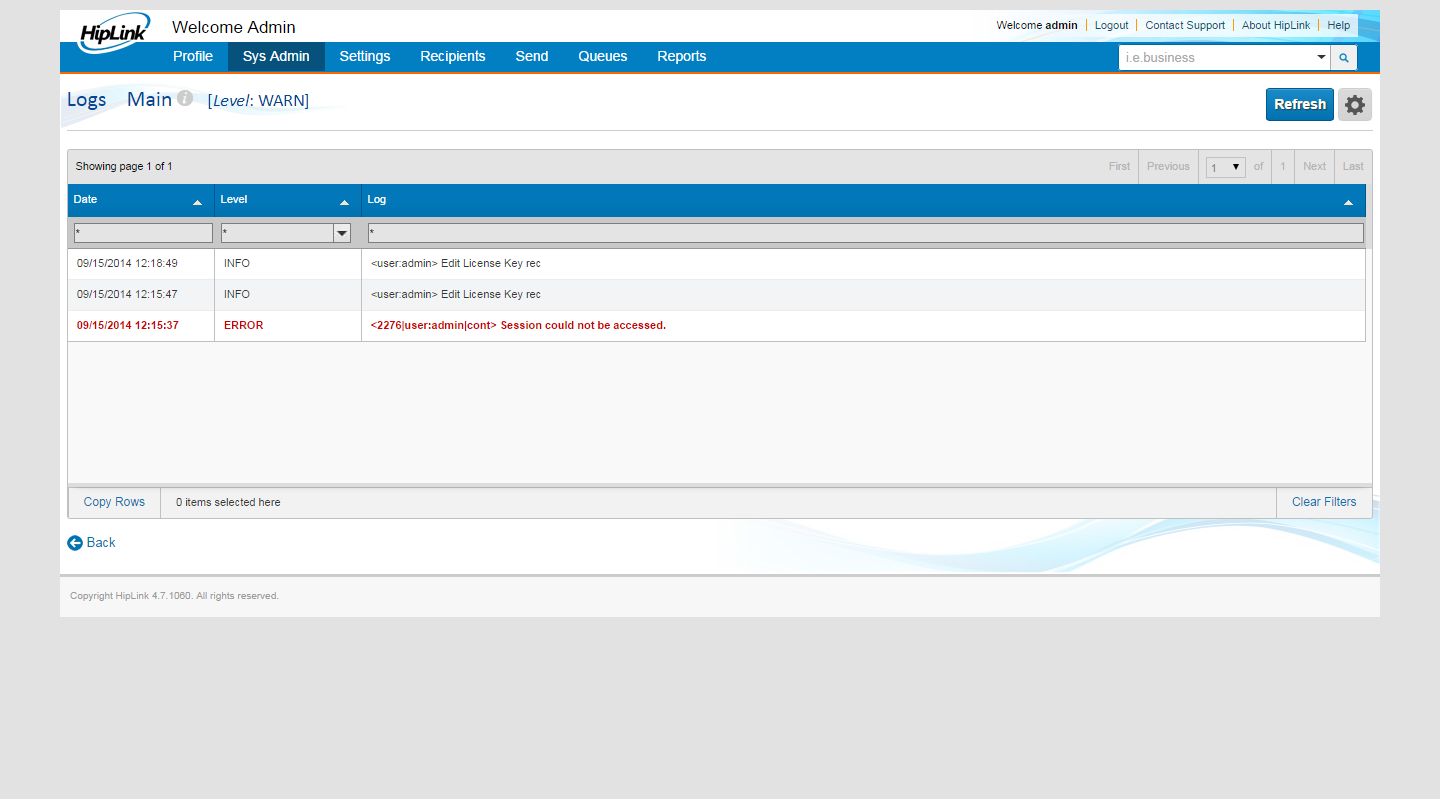 HipLink
Welcome Admin
Welcome admin Logout Contact Support About HipLink Help
Profile Sys Admin Settings Recipients Send Queues Reports
i.e.business
Logs Main i [Level: WARN]
Refresh
Showing page 1 of 1
First Previous 1 of 1 Next Last
Date Level Log
* * *
09/15/2014 12:18:49 INFO <user:admin> Edit License Key rec
09/15/2014 12:15:47 INFO <user:admin> Edit License Key rec
09/15/2014 12:15:37 ERROR <2276|user:admin|cont> Session could not be accessed.
Copy Rows 0 items selected here Clear Filters
Back
Copyright HipLink 4.7.1060. All rights reserved.